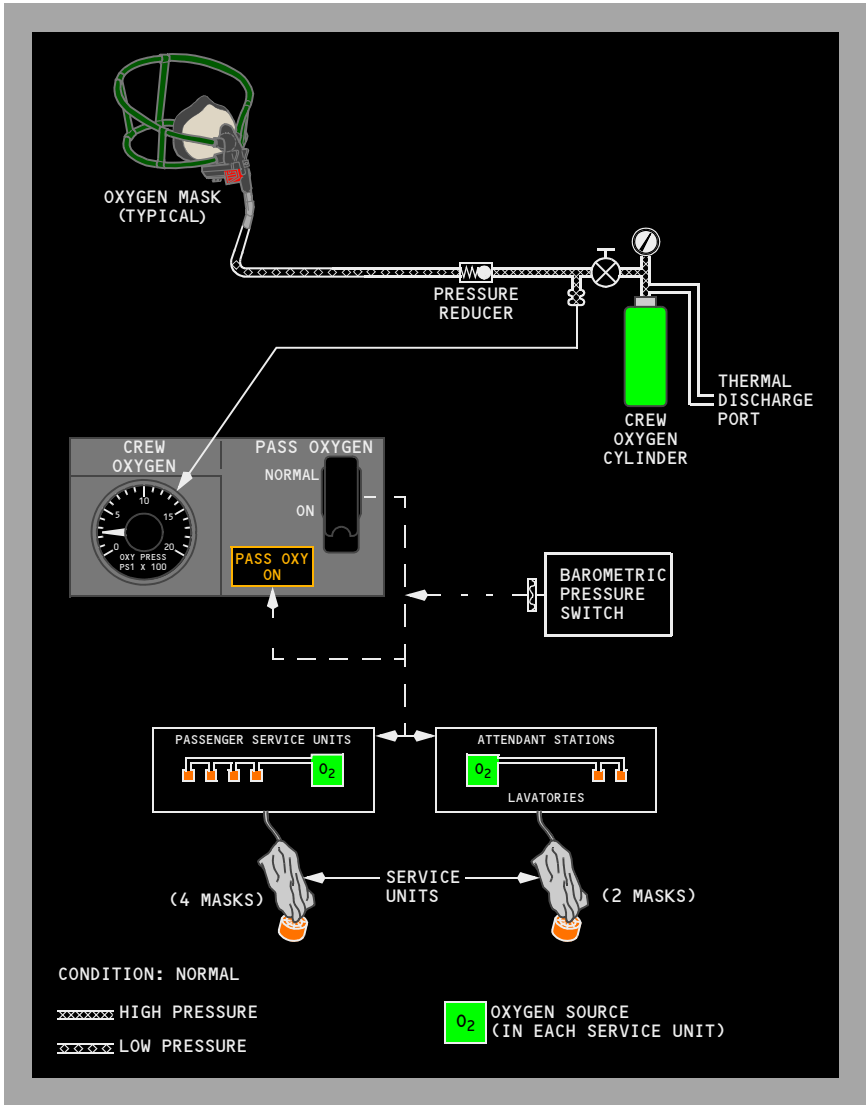 OXYGEN MASK
(TYPICAL)
PRESSURE
REDUCER
THERMAL
DISCHARGE
PORT
CREW
OXYGEN
CYLINDER
CREW
OXYGEN
PASS OXYGEN
NORMAL
ON
0
5
10
15
20
OXY PRESS
PS1 X 100
PASS OXY
ON
BAROMETRIC
PRESSURE
SWITCH
PASSENGER SERVICE UNITS
O2
ATTENDANT STATIONS
O2
LAVATORIES
(4 MASKS)
SERVICE
UNITS
(2 MASKS)
CONDITION: NORMAL
HIGH PRESSURE
LOW PRESSURE
O2
OXYGEN SOURCE
(IN EACH SERVICE UNIT)